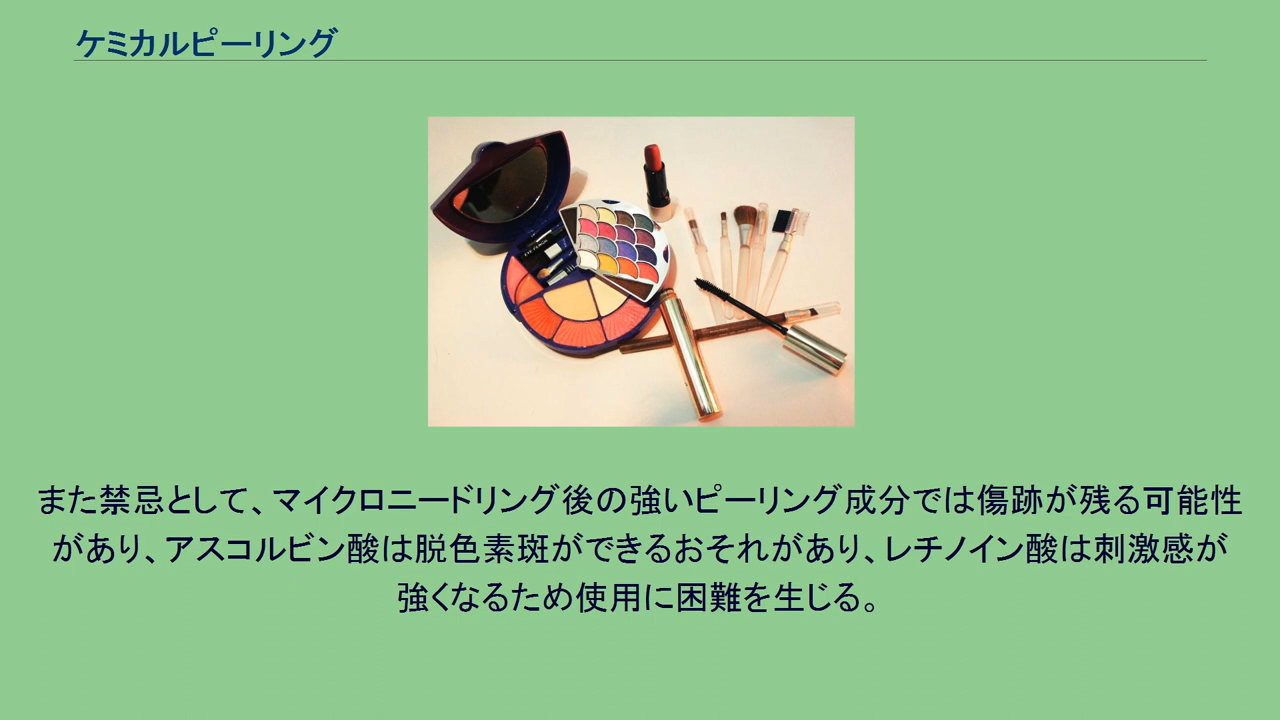 ケミカルピーリング
また禁忌として、マイクロニードリング後の強いピーリング成分では傷跡が残る可能性
があり、アスコルビン酸は脱色素斑ができるおそれがあり、レチノイン酸は刺激感が
強くなるため使用に困難を生じる。